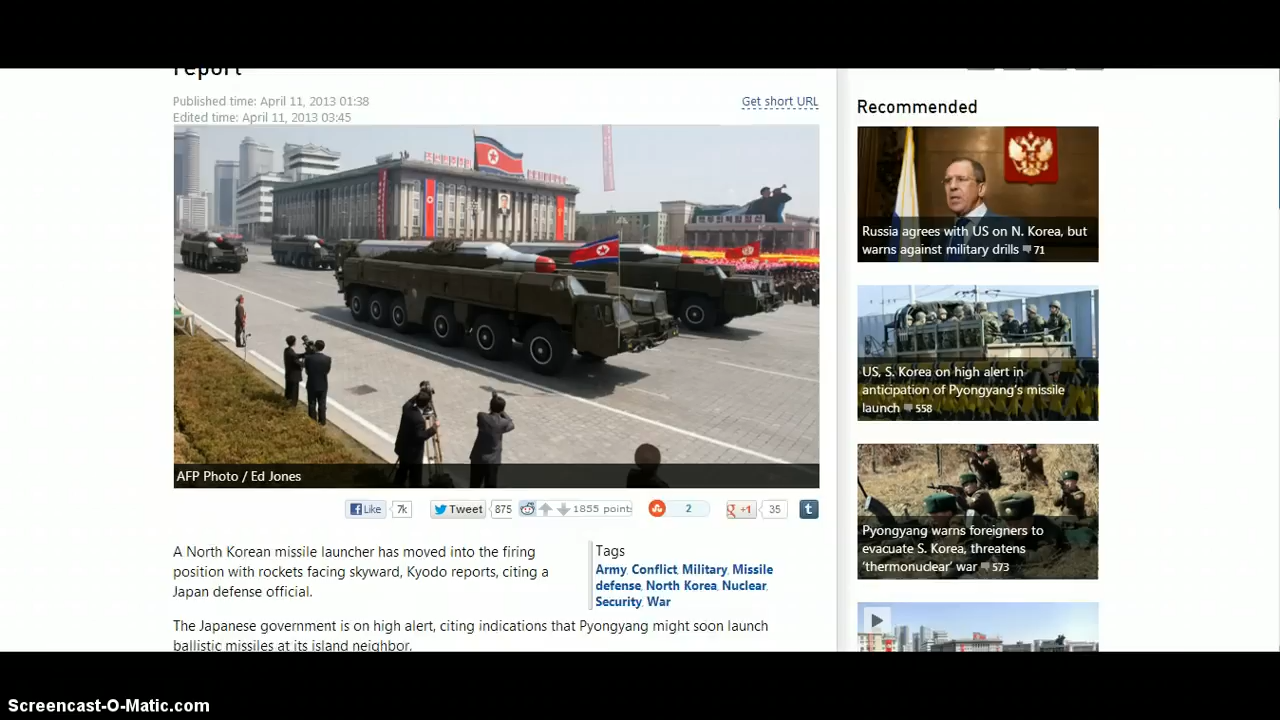 report
Published time: April 11, 2013 01:38
Get short URL
Edited time: April 11, 2013 03:45
AFP Photo / Ed Jones
Like
7k
Tweet
875
1855 points
2
+1
35
A North Korean missile launcher has moved into the firing
position with rockets facing skyward, Kyodo reports, citing a
Japan defense official.
Tags
Army, Conflict, Military, Missile
defense, North Korea, Nuclear,
Security, War
The Japanese government is on high alert, citing indications that Pyongyang might soon launch
ballistic missiles at its island neighbor.
Recommended
Russia agrees with US on N. Korea, but
warns against military drills 71
US, S. Korea on high alert in
anticipation of Pyongyang's missile
launch 558
Pyongyang warns foreigners to
evacuate S. Korea, threatens
'thermonuclear' war 573
Screencast-O-Matic.com